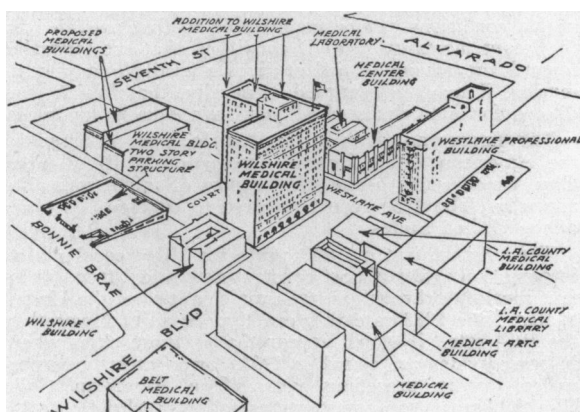 ADDITION TO WILSHIRE
MEDICAL BUILDING
PROPOSED
MEDICAL
BUILDINGS
SEVENTH ST
MEDICAL
LABORATORY
ALVARADO
MEDICAL
CENTER
BUILDING
WILSHIRE
MEDICAL BLDG.
TWO STORY
PARKING
STRUCTURE
WILSHIRE
MEDICAL
BUILDING
WESTLAKE PROFESSIONAL
BUILDING
COURT
WESTLAKE AVE
BONNIE BRAE
L.A. COUNTY
MEDICAL
BUILDING
L.A. COUNTY
MEDICAL
LIBRARY
WILSHIRE
BUILDING
MEDICAL ARTS
BUILDING
MEDICAL
BUILDING
WILSHIRE BLVD
BELT MEDICAL
BUILDING